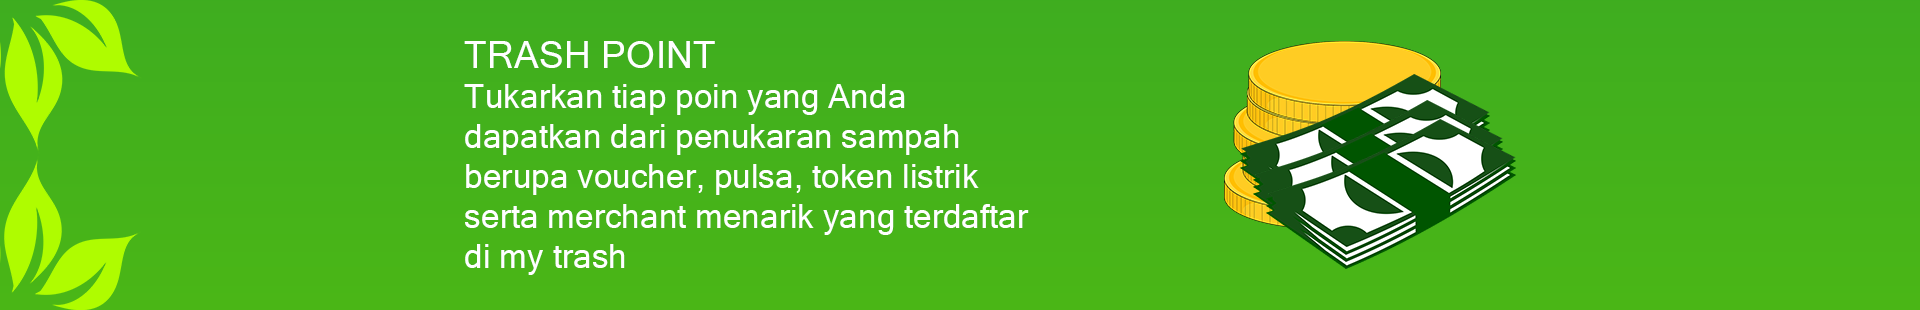 TRASH POINT
Tukarkan tiap poin yang Anda
dapatkan dari penukaran sampah
berupa voucher, pulsa, token listrik
serta merchant menarik yang terdaftar
di my trash